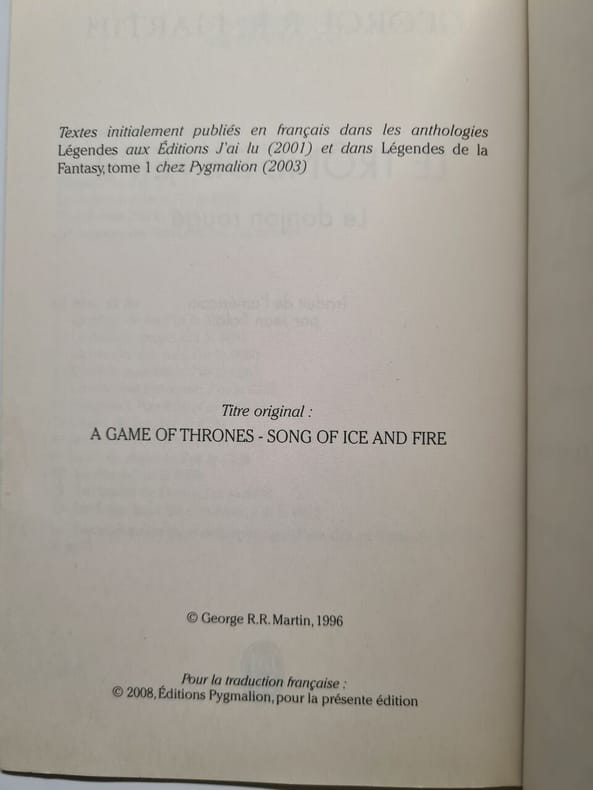 Textes initialement publiés en français dans les anthologies
Légendes aux Éditions J'ai lu (2001) et dans Légendes de la
Fantasy, tome 1 chez Pygmalion (2003)
Titre original :
A GAME OF THRONES - SONG OF ICE AND FIRE
© George R.R. Martin, 1996
Pour la traduction française :
© 2008, Éditions Pygmalion, pour la présente édition